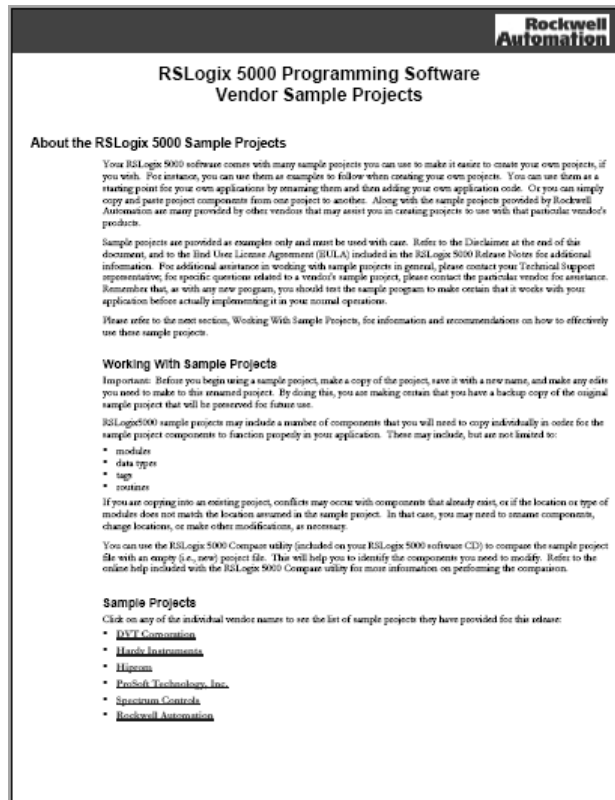 Rockwell
Automation
RSLogix 5000 Programming Software
Vendor Sample Projects
About the RSLogix 5000 Sample Projects
Your RSLogix 5000 software comes with many sample projects you can use to make it easier to create your own projects, if
you wish. For instance, you can use them as examples to follow when creating your own projects. You can use them as a
starting point for your own applications by renaming them and then adding your own application code. Or you can simply
copy and paste project components from one project to another. Along with the sample projects provided by Rockwell
Automation are many provided by other vendors that may assist you in creating projects to use with that particular vendor's
products.
Sample projects are provided as examples only and must be used with care. Refer to the Disclaimer at the end of this
document, and to the End User License Agreement (EULA) included in the RSLogix 5000 Release Notes for additional
information. For additional assistance in working with sample projects in general, please contact your Technical Support
representative; for specific questions related to a vendor's sample project, please contact the particular vendor for assistance.
Remember that, as with any new program, you should test the sample program to make certain that it works with your
application before actually implementing it in your normal operations.
Please refer to the next section, Working With Sample Projects, for information and recommendations on how to effectively
use these sample projects.
Working With Sample Projects
Important: Before you begin using a sample project, make a copy of the project, save it with a new name, and make any edits
you need to make to this renamed project. By doing this, you are making certain that you have a backup copy of the original
sample project that will be preserved for future use.
RSLogix5000 sample projects may include a number of components that you will need to copy individually in order for the
sample project components to function properly in your application. These may include, but are not limited to:
• modules
• data types
• tags
• routines
If you are copying into an existing project, conflicts may occur with components that already exist, or if the location or type of
modules does not match the location assumed in the sample project. In that case, you may need to rename components,
change locations, or make other modifications, as necessary.
You can use the RSLogix 5000 Compare utility (included on your RSLogix 5000 software CD) to compare the sample project
file with an empty (i.e., new) project file. This will help you to identify the components you need to modify. Refer to the
online help included with the RSLogix 5000 Compare utility for more information on performing the comparison.
Sample Projects
Click on any of the individual vendor names to see the list of sample projects they have provided for this release:
• DVT Corporation
• Hardy Instruments
• Hiprom
• ProSoft Technology, Inc.
• Spectrum Controls
• Rockwell Automation